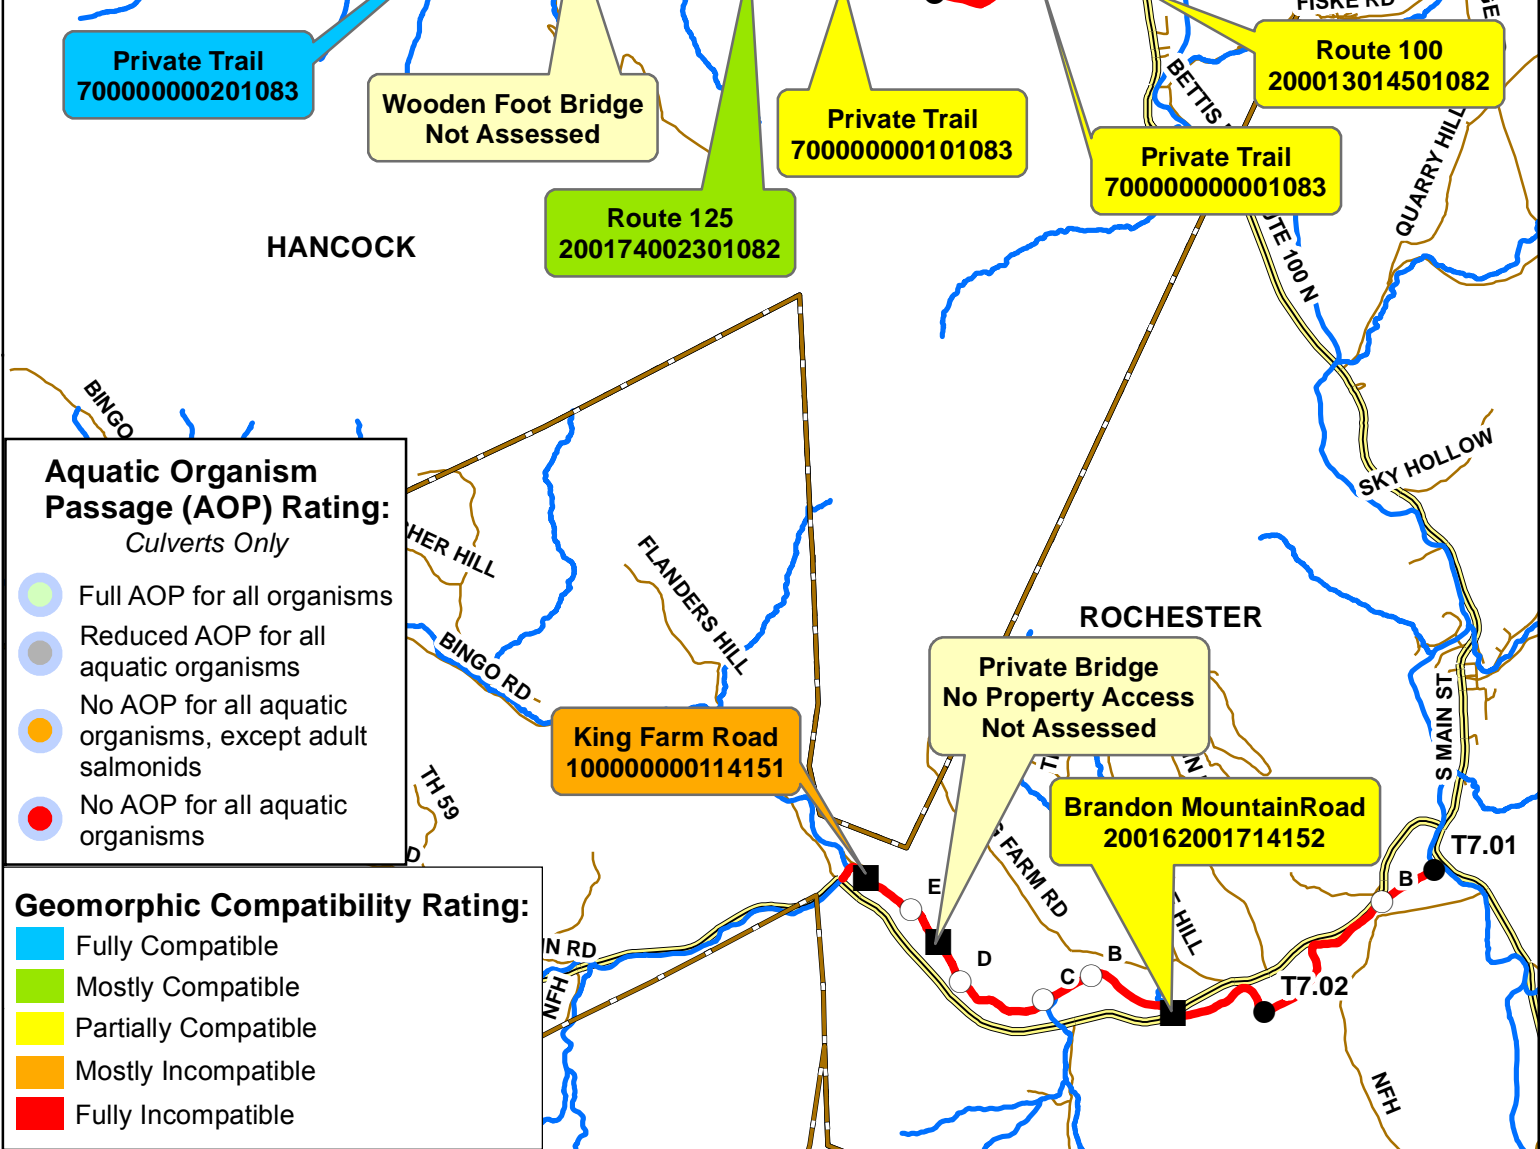 FISKE RD
Private Trail
700000000201083
Wooden Foot Bridge
Not Assessed
Route 125
200174002301082
Private Trail
700000000101083
Route 100
200013014501082
Private Trail
700000000001083
BETTIS
QUARRY HILL
UTE 100 N
HANCOCK
BINGO
SKY HOLLOW
HER HILL
FLANDERS HILL
BINGO RD
ROCHESTER
Private Bridge
No Property Access
Not Assessed
King Farm Road
100000000114151
Brandon MountainRoad
200162001714152
S MAIN ST
TH 59
FARM RD
HILL
T7.01
B
E
D
C
B
T7.02
IN RD
NFH
NFH
Aquatic Organism
Passage (AOP) Rating:
Culverts Only
Full AOP for all organisms
Reduced AOP for all
aquatic organisms
No AOP for all aquatic
organisms, except adult
salmonids
No AOP for all aquatic
organisms
Geomorphic Compatibility Rating:
Fully Compatible
Mostly Compatible
Partially Compatible
Mostly Incompatible
Fully Incompatible